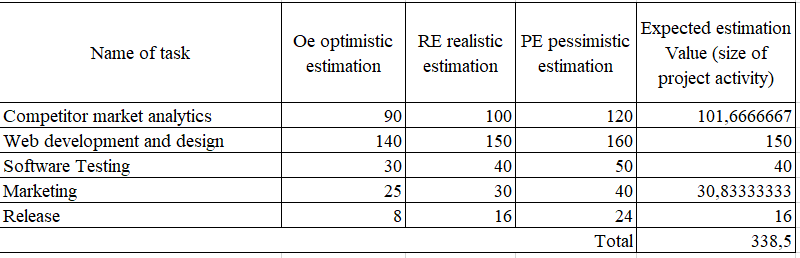 Name of task Oe optimistic estimation RE realistic estimation PE pessimistic estimation Expected estimation Value (size of project activity)
Competitor market analytics 90 100 120 101,6666667
Web development and design 140 150 160 150
Software Testing 30 40 50 40
Marketing 25 30 40 30,83333333
Release 8 16 24 16
Total 338,5